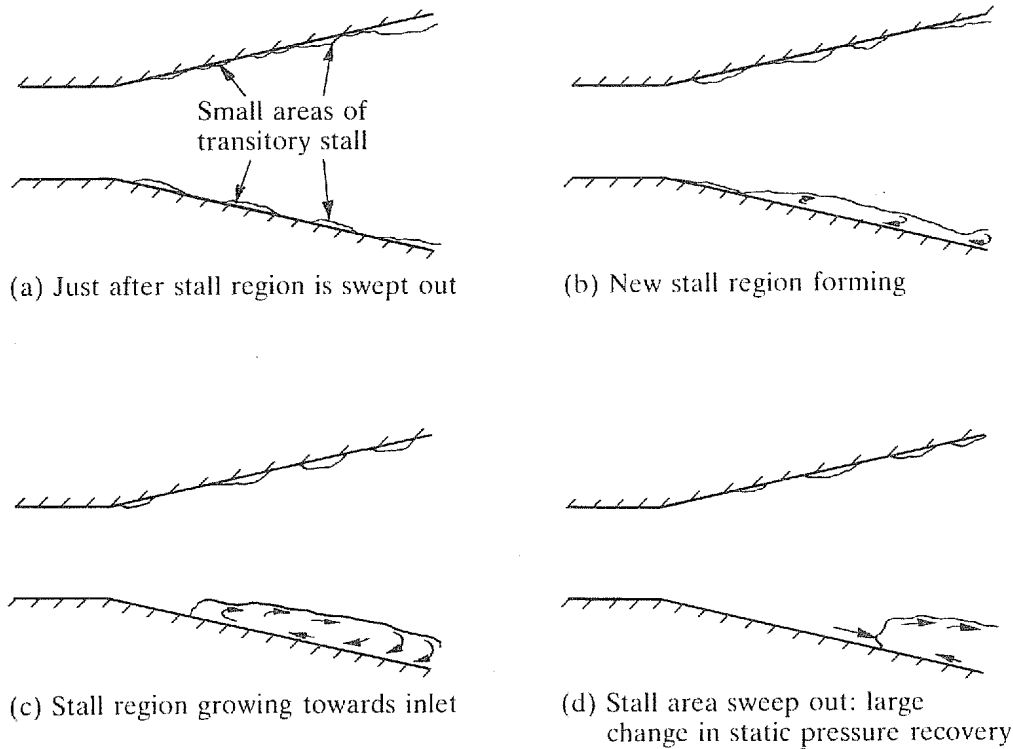 Small areas of
transitory stall
(a) Just after stall region is swept out
(b) New stall region forming
(c) Stall region growing towards inlet
(d) Stall area sweep out: large
change in static pressure recovery